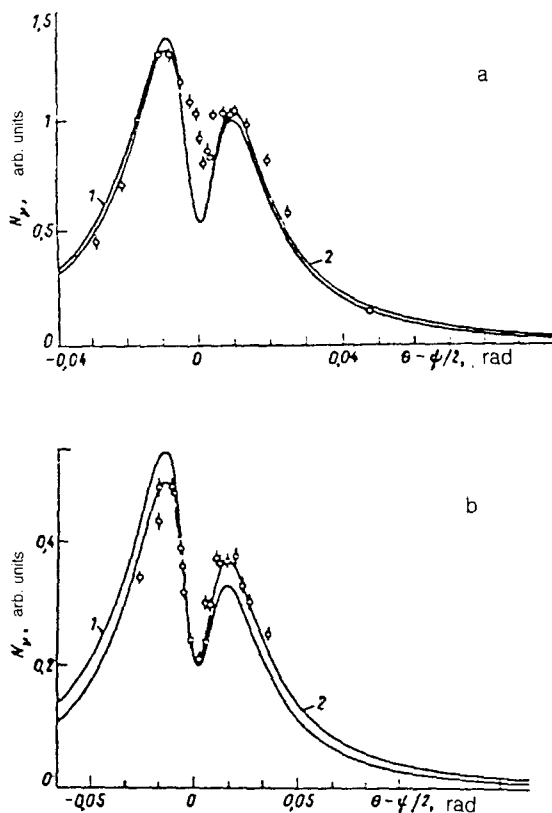 1,5
a
1
N_γ, arb. units
1
0,5
2
0
-0,04
0
0,04
θ-ψ/2, rad
b
0,4
N_γ, arb. units
1
0,2
2
0
-0,05
0
0,05
θ-ψ/2, rad